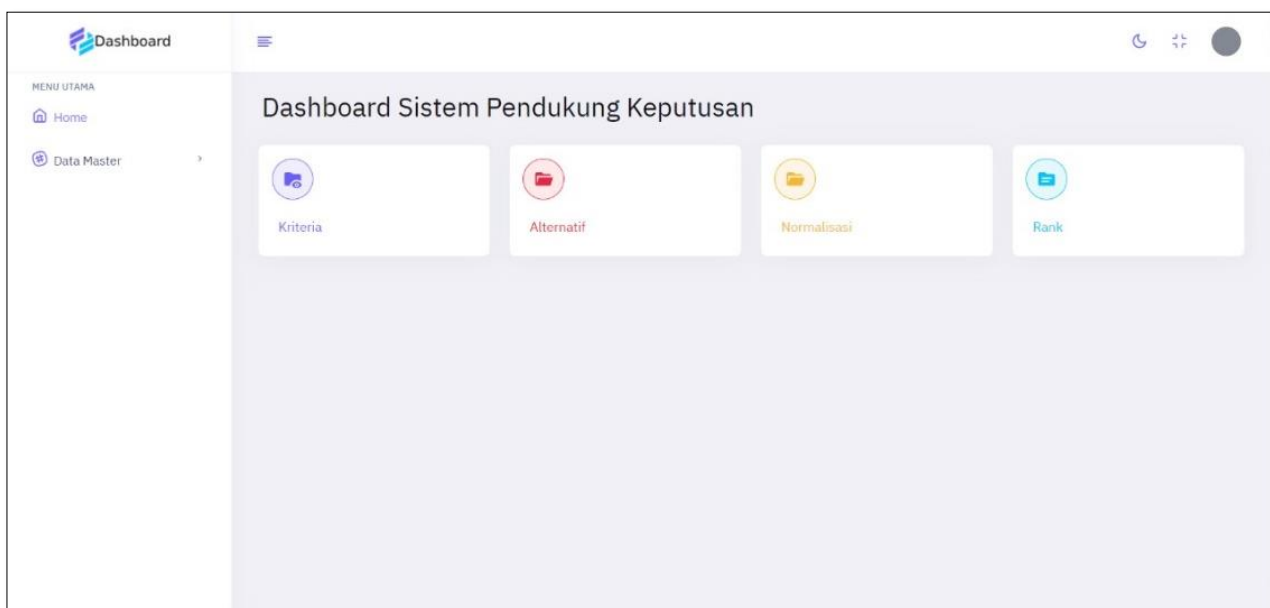 Dashboard
MENU UTAMA
Home
Data Master
Dashboard Sistem Pendukung Keputusan
Kriteria
Alternatif
Normalisasi
Rank